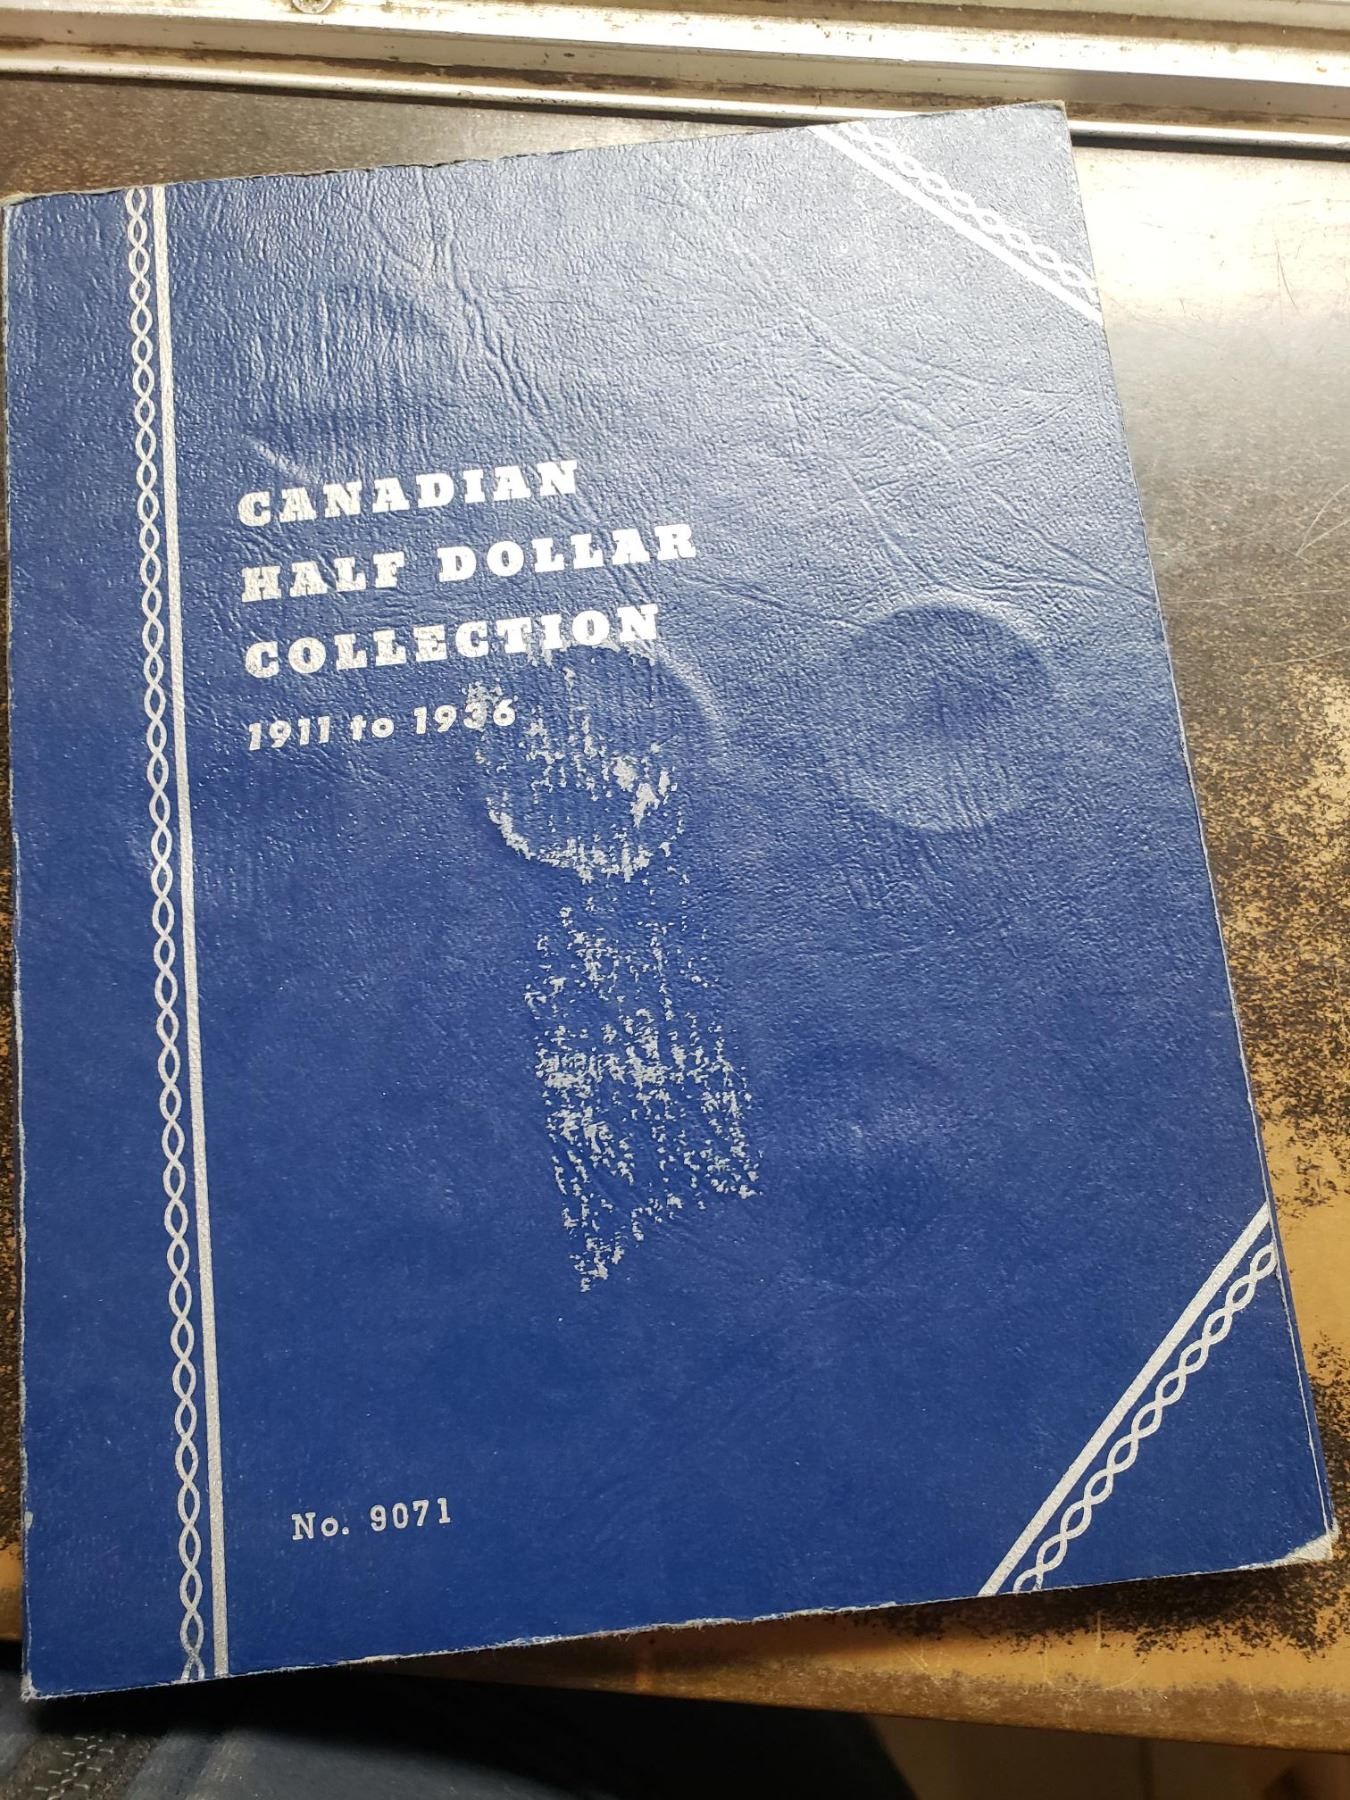 CANADIAN
HALF DOLLAR
COLLECTION
1911 to 1936
No. 9071